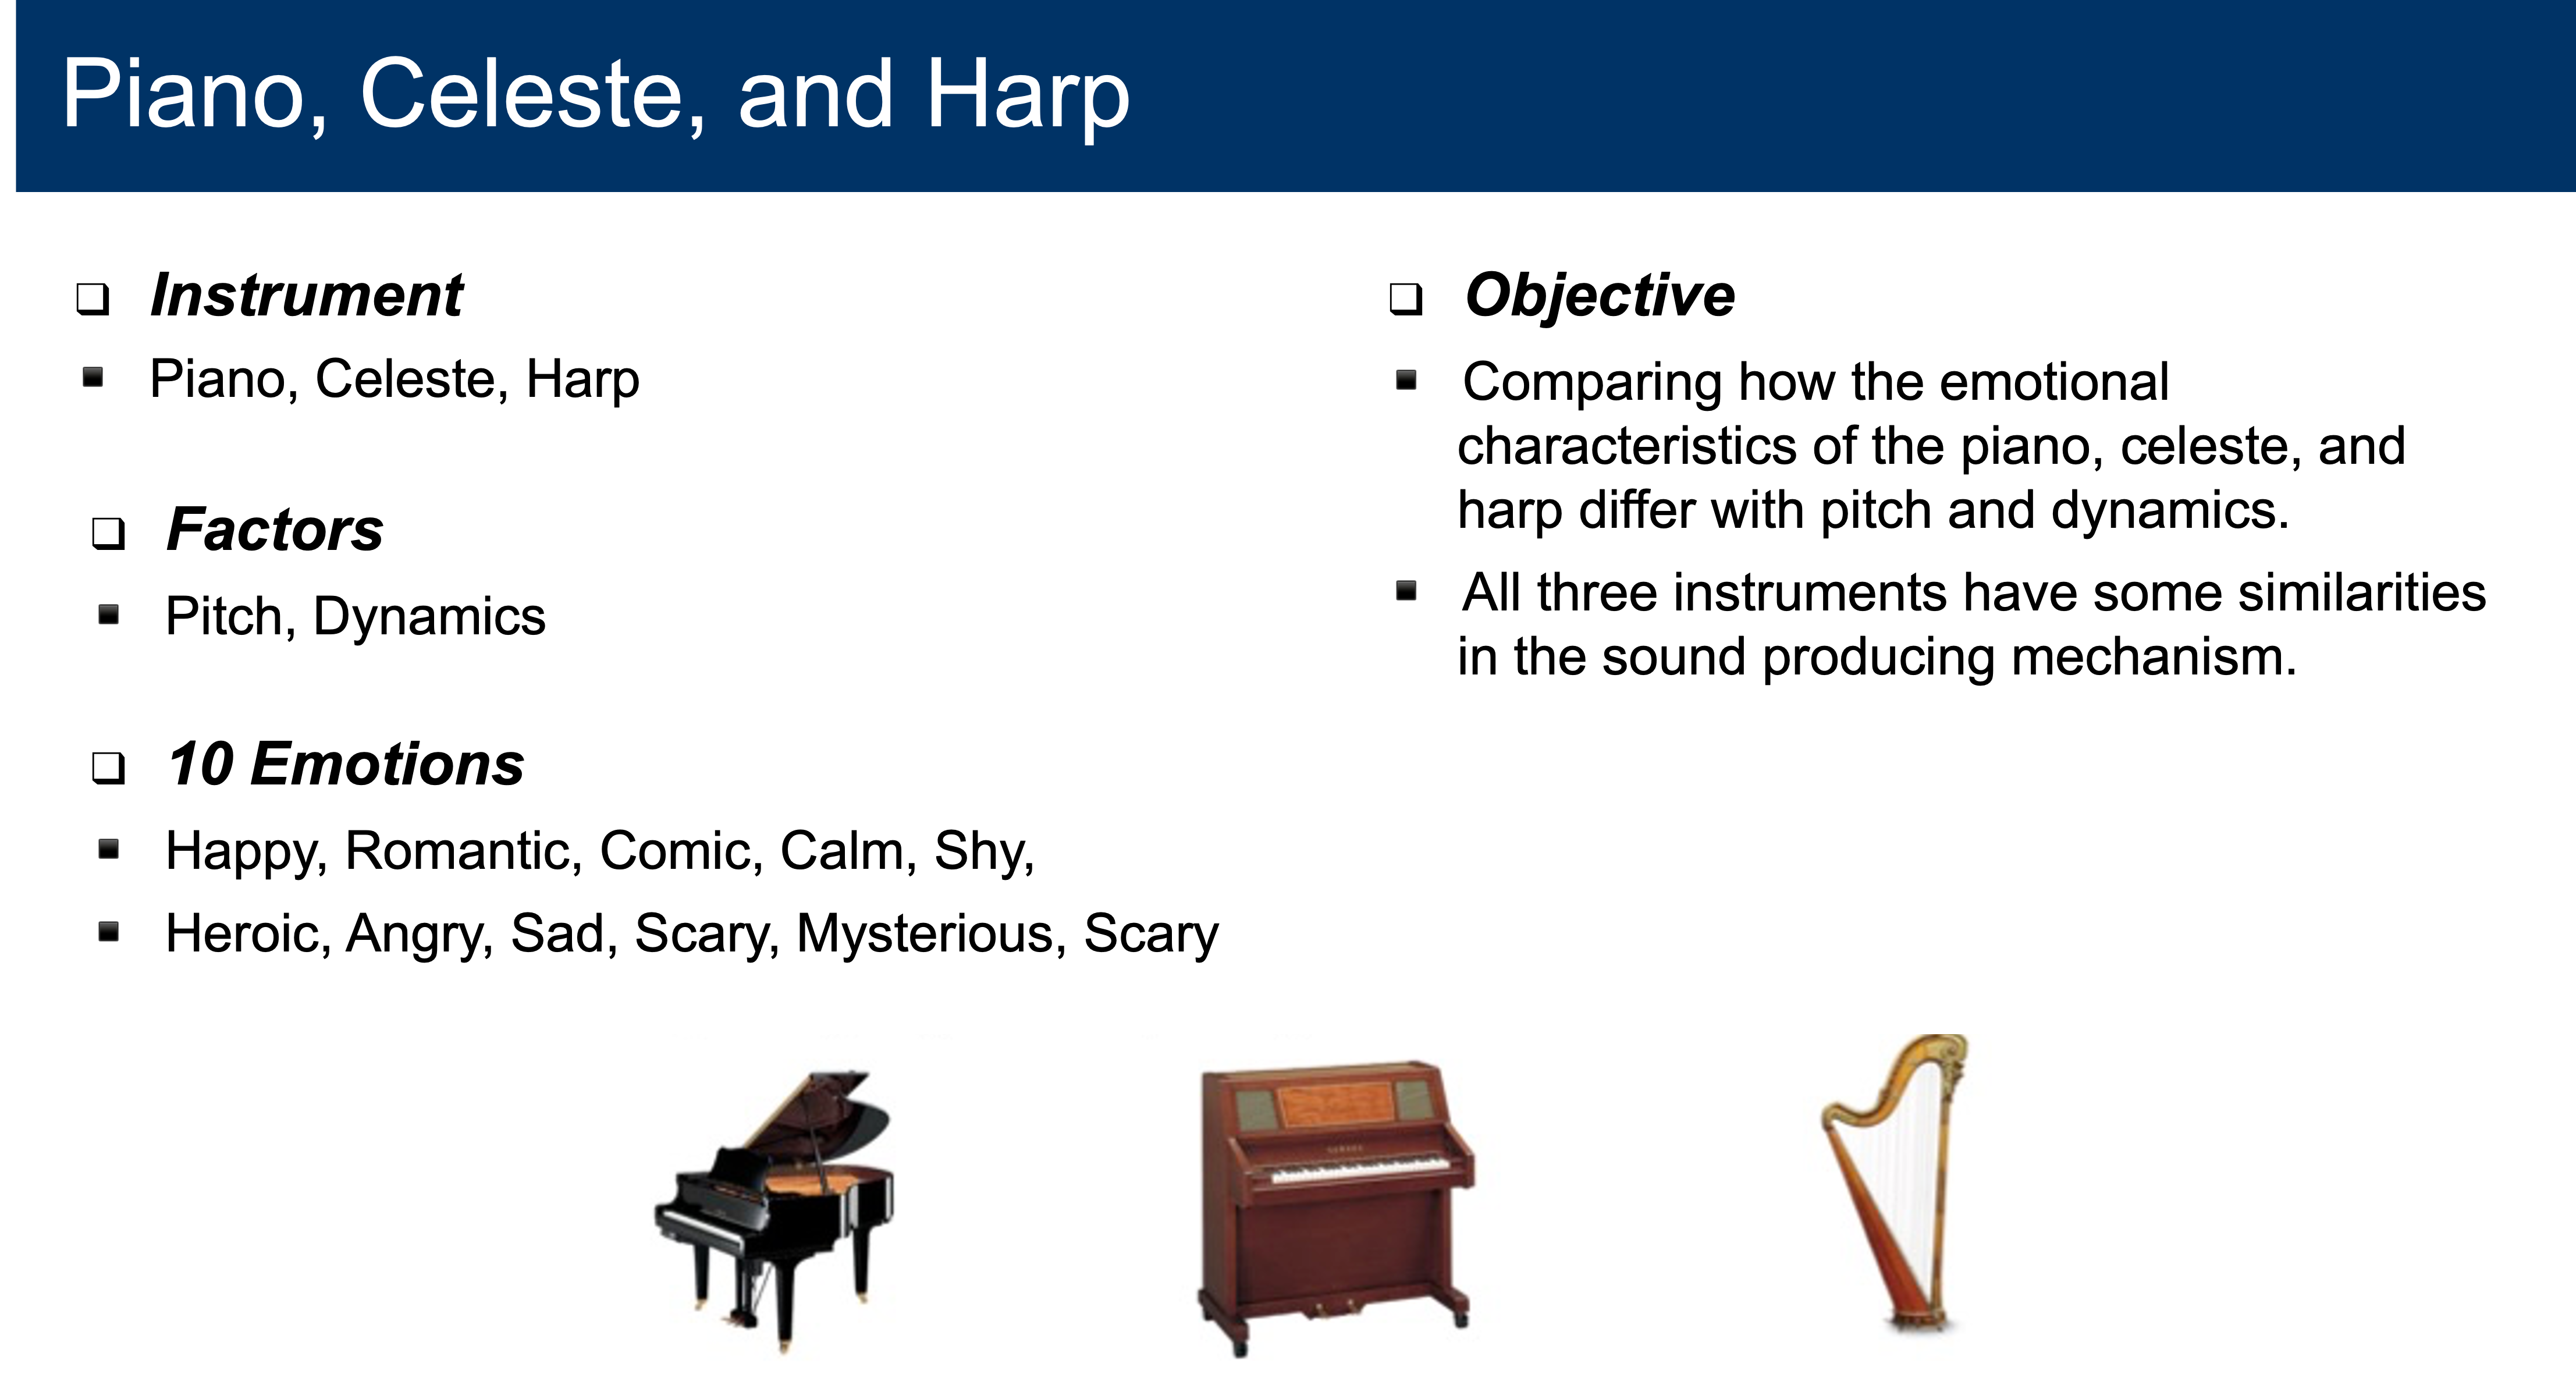 Piano, Celeste, and Harp
Instrument
Piano, Celeste, Harp
Factors
Pitch, Dynamics
10 Emotions
Happy, Romantic, Comic, Calm, Shy,
Heroic, Angry, Sad, Scary, Mysterious, Scary
Objective
Comparing how the emotional
characteristics of the piano, celeste, and
harp differ with pitch and dynamics.
All three instruments have some similarities
in the sound producing mechanism.